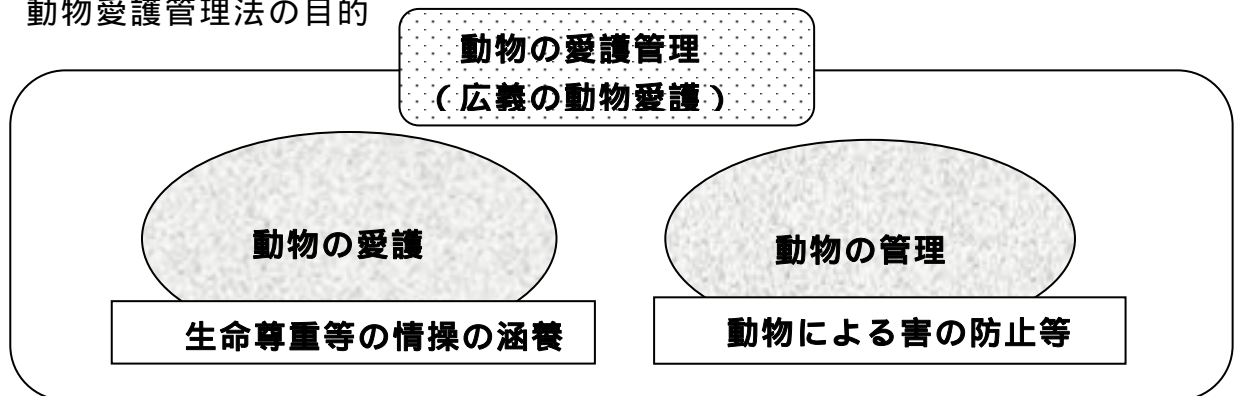 動物愛護管理法の目的
動物の愛護管理
(広義の動物愛護)
動物の愛護
動物の管理
生命尊重等の情操の涵養
動物による害の防止等